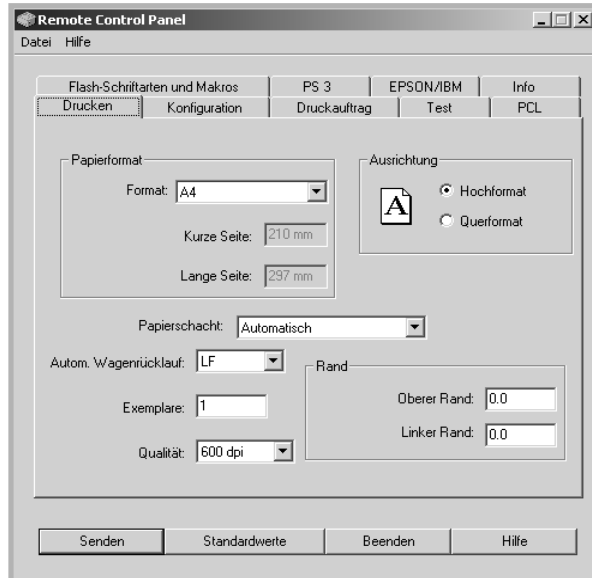 Remote Control Panel
Datei Hilfe
Flash-Schriftarten und Makros PS 3 EPSON/IBM Info
Drucken Konfiguration Druckauftrag Test PCL
Papierformat
Format: A4
Kurze Seite: 210 mm
Lange Seite: 297 mm
Ausrichtung
A
Hochformat
Querformat
Papierschacht: Automatisch
Autom. Wagenrücklauf: LF
Exemplare: 1
Qualität: 600 dpi
Rand
Oberer Rand: 0.0
Linker Rand: 0.0
Senden Standardwerte Beenden Hilfe